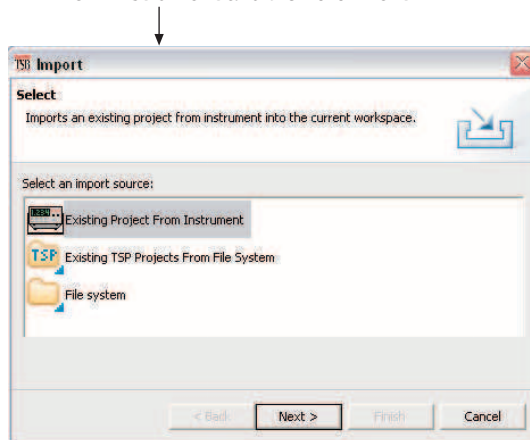 TSB Import
Select
Imports an existing project from instrument into the current workspace.
Select an import source:
Existing Project From Instrument
TSP Existing TSP Projects From File System
File system
< Back Next > Finish Cancel